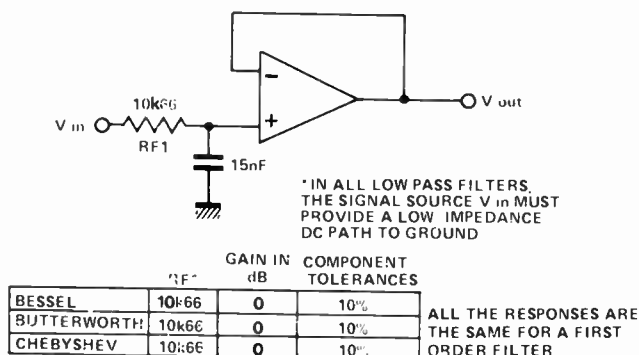 −
+
10k66
V in
RF1
15nF
V out
*IN ALL LOW PASS FILTERS,
THE SIGNAL SOURCE V in MUST
PROVIDE A LOW IMPEDANCE
DC PATH TO GROUND
GAIN IN COMPONENT
dB TOLERANCES
BESSEL 10k66 0 10%
BUTTERWORTH 10k66 0 10%
CHEBYSHEV 10k66 0 10%
ALL THE RESPONSES ARE
THE SAME FOR A FIRST
ORDER FILTER